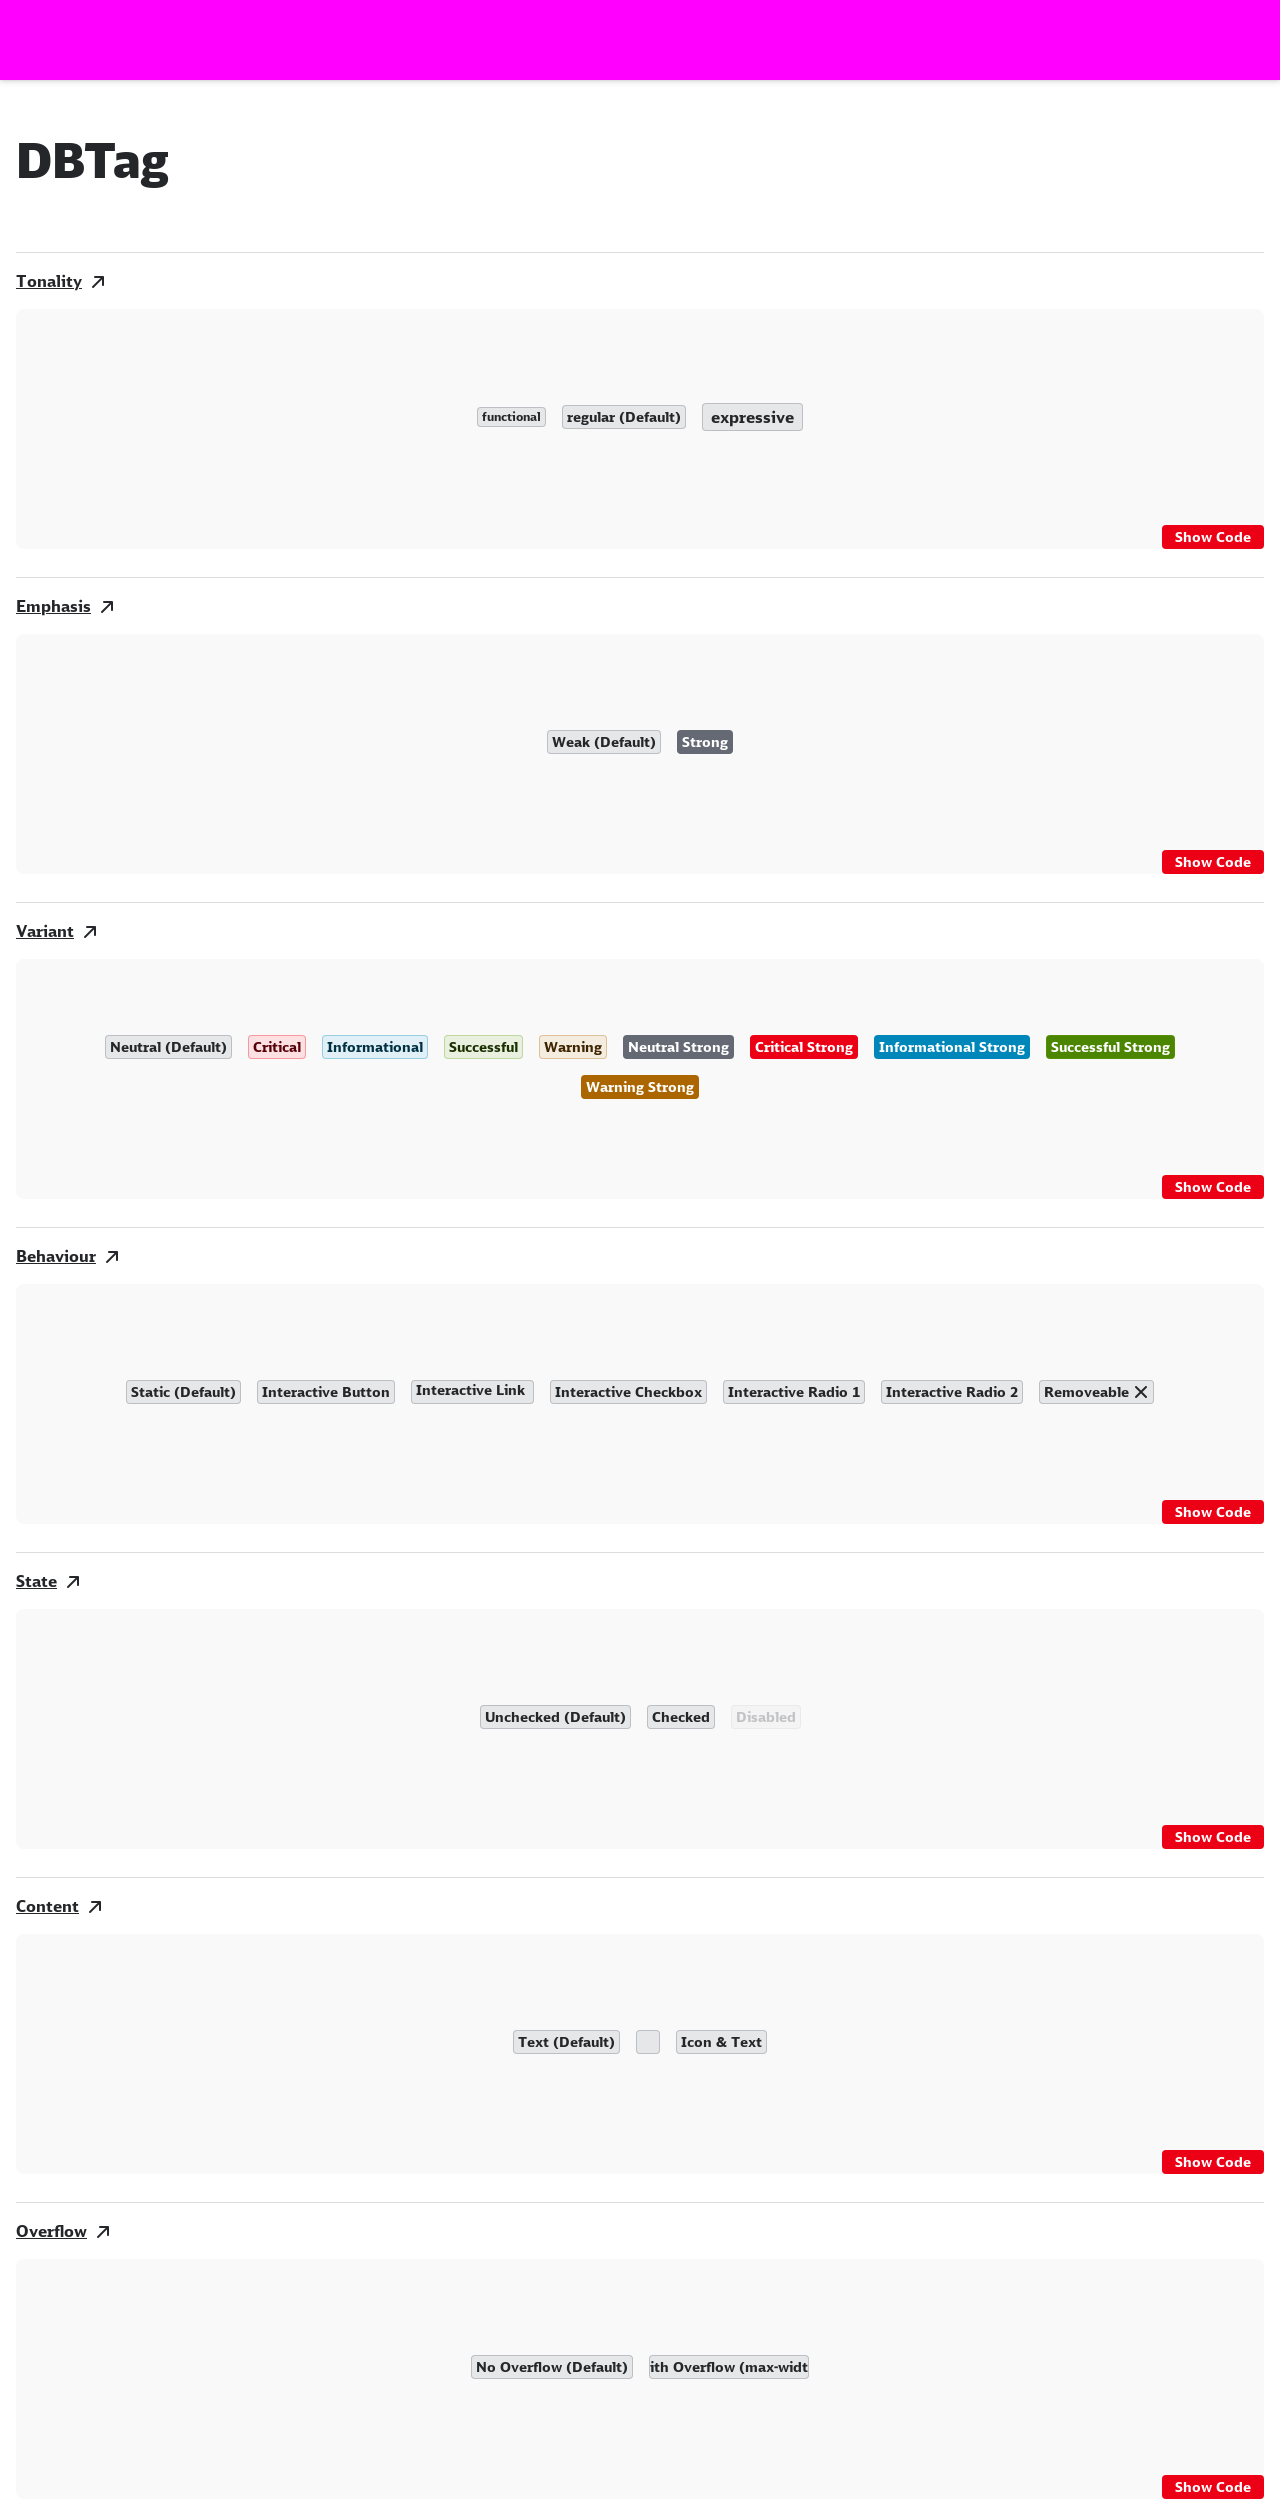 DBTag
Tonality
functional regular (Default) expressive
Show Code
Emphasis
Weak (Default) Strong
Show Code
Variant
Neutral (Default) Critical Informational Successful Warning Neutral Strong Critical Strong Informational Strong Successful Strong
Warning Strong
Show Code
Behaviour
Static (Default) Interactive Button Interactive Link Interactive Checkbox Interactive Radio 1 Interactive Radio 2 Removeable
Show Code
State
Unchecked (Default) Checked Disabled
Show Code
Content
Text (Default) Icon & Text
Show Code
Overflow
No Overflow (Default) ith Overflow (max-widt
Show Code